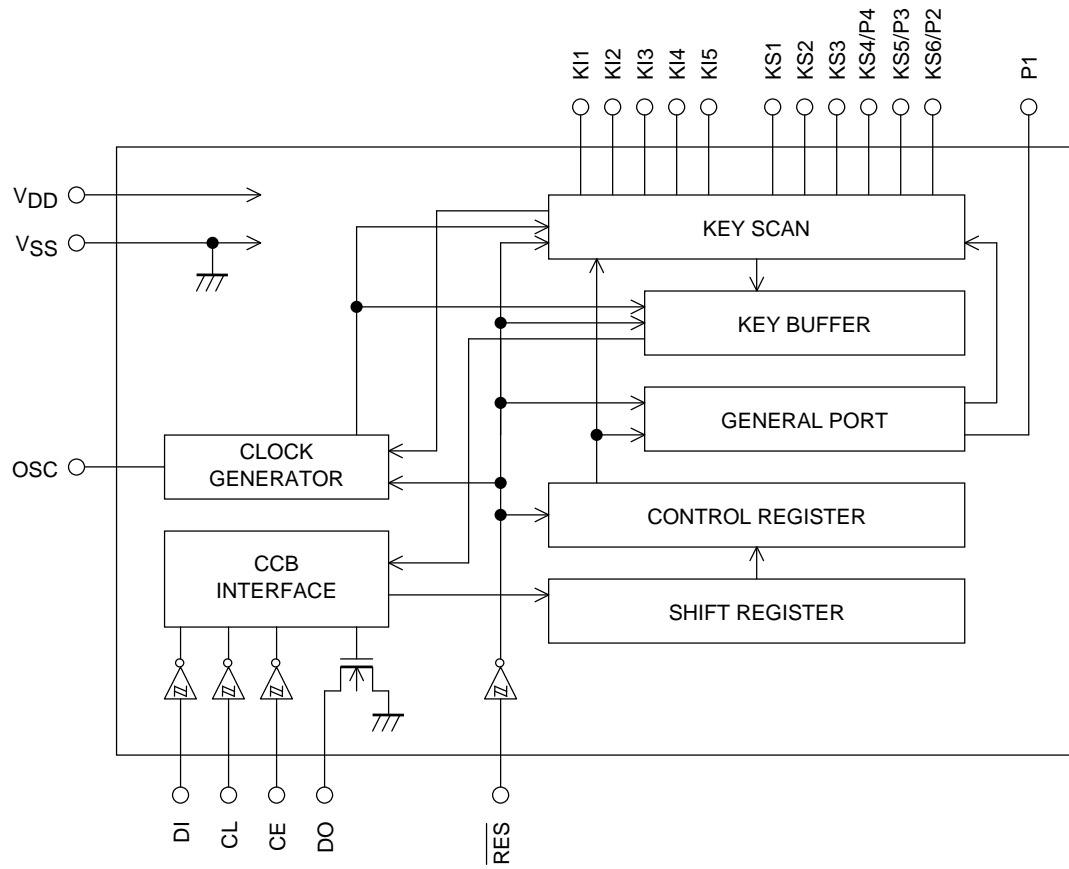 KI1
KI2
KI3
KI4
KI5
KS1
KS2
KS3
KS4/P4
KS5/P3
KS6/P2
P1
VDD
VSS
KEY SCAN
KEY BUFFER
GENERAL PORT
OSC
CLOCK
GENERATOR
CONTROL REGISTER
CCB
INTERFACE
SHIFT REGISTER
DI
CL
CE
DO
RES